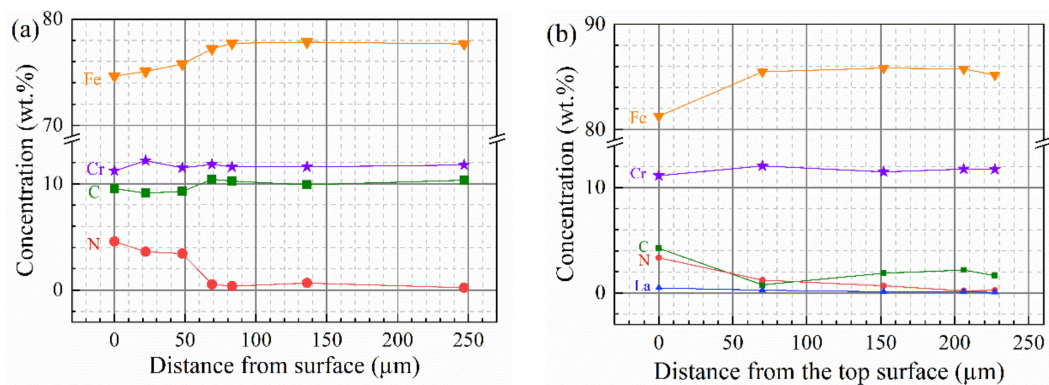 (a)
80
70
10
0
Concentration (wt.%)
Fe
Cr
C
N
0 50 100 150 200 250
Distance from surface (µm)
(b)
90
80
10
0
Concentration (wt.%)
Fe
Cr
C
N
La
0 50 100 150 200 250
Distance from the top surface (µm)